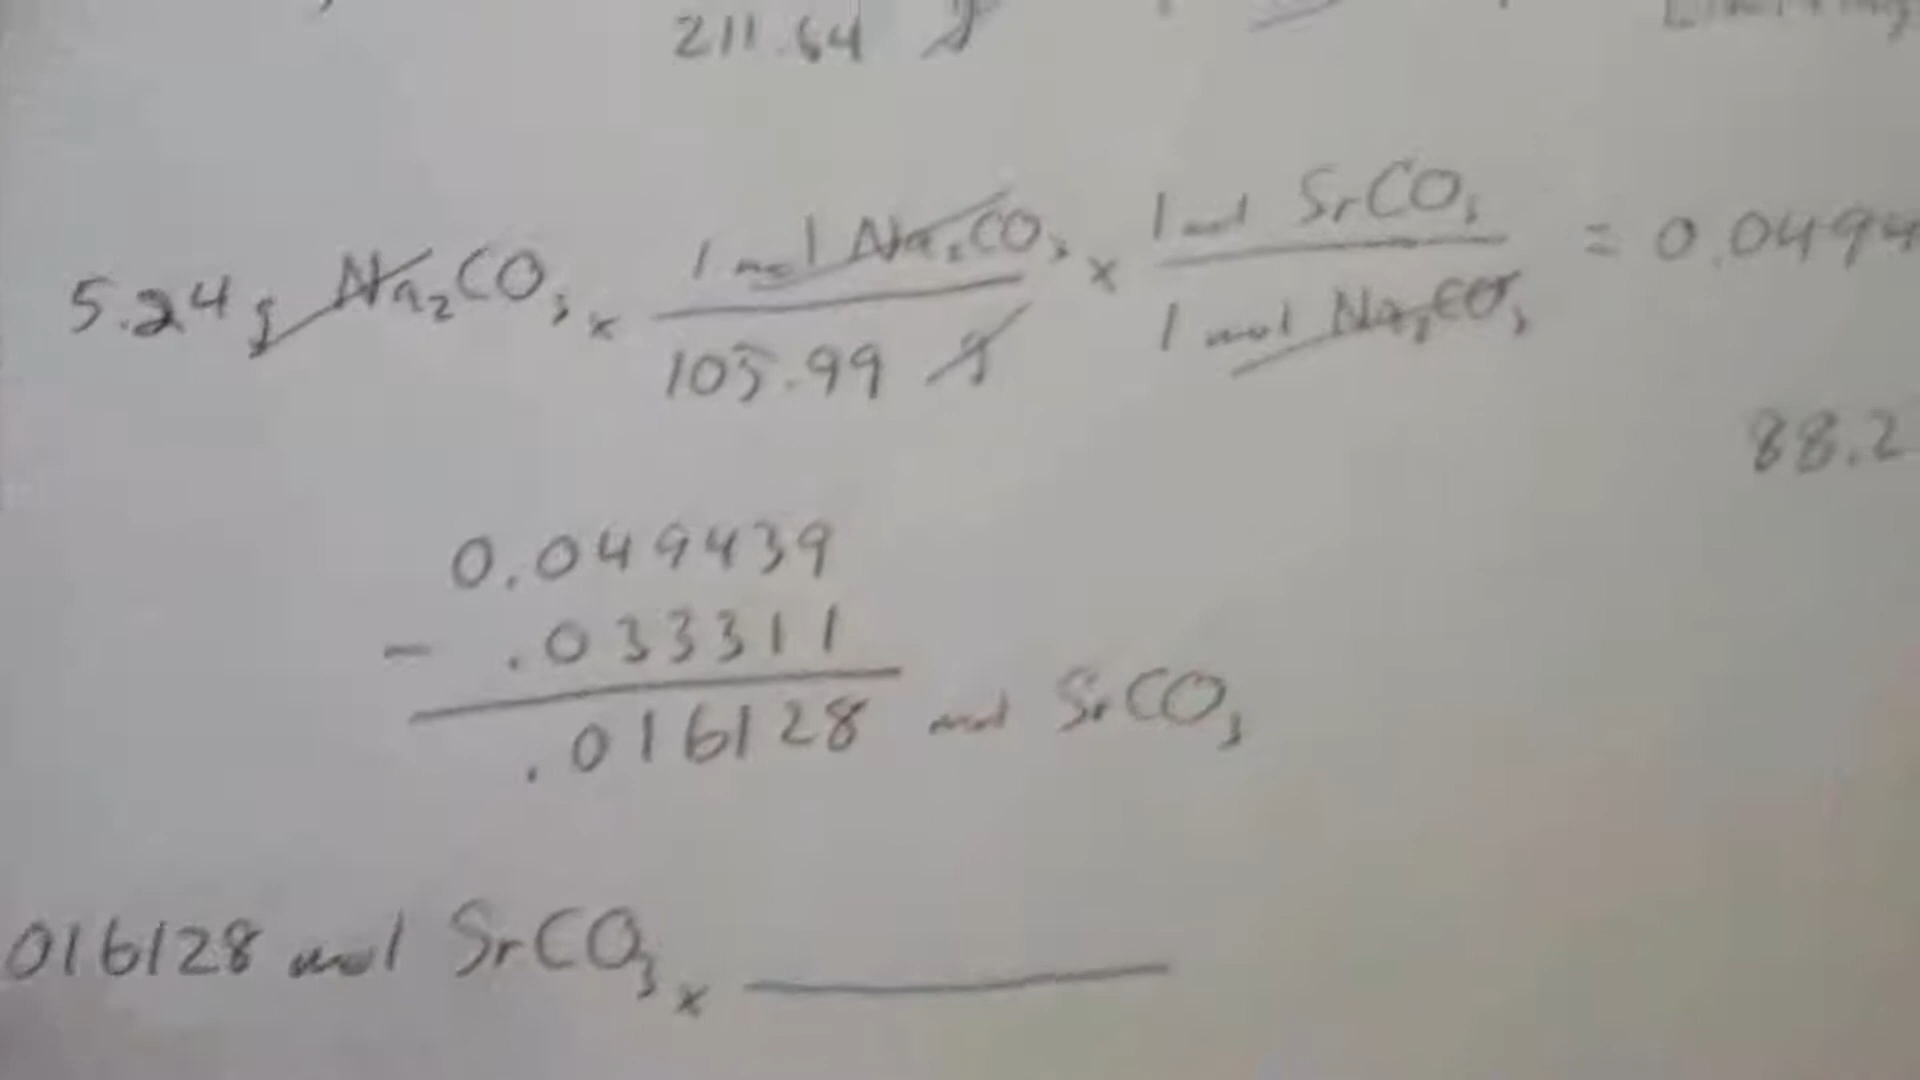 211.64 g
1 mol Na₂CO₃ 1 mol SrCO₃
5.24 g Na₂CO₃ x ———— x ———— = 0.0494
105.99 g 1 mol Na₂CO₃
88.2
0.049439
- .033311
.016128 mol SrCO₃
016128 mol SrCO₃ x ————